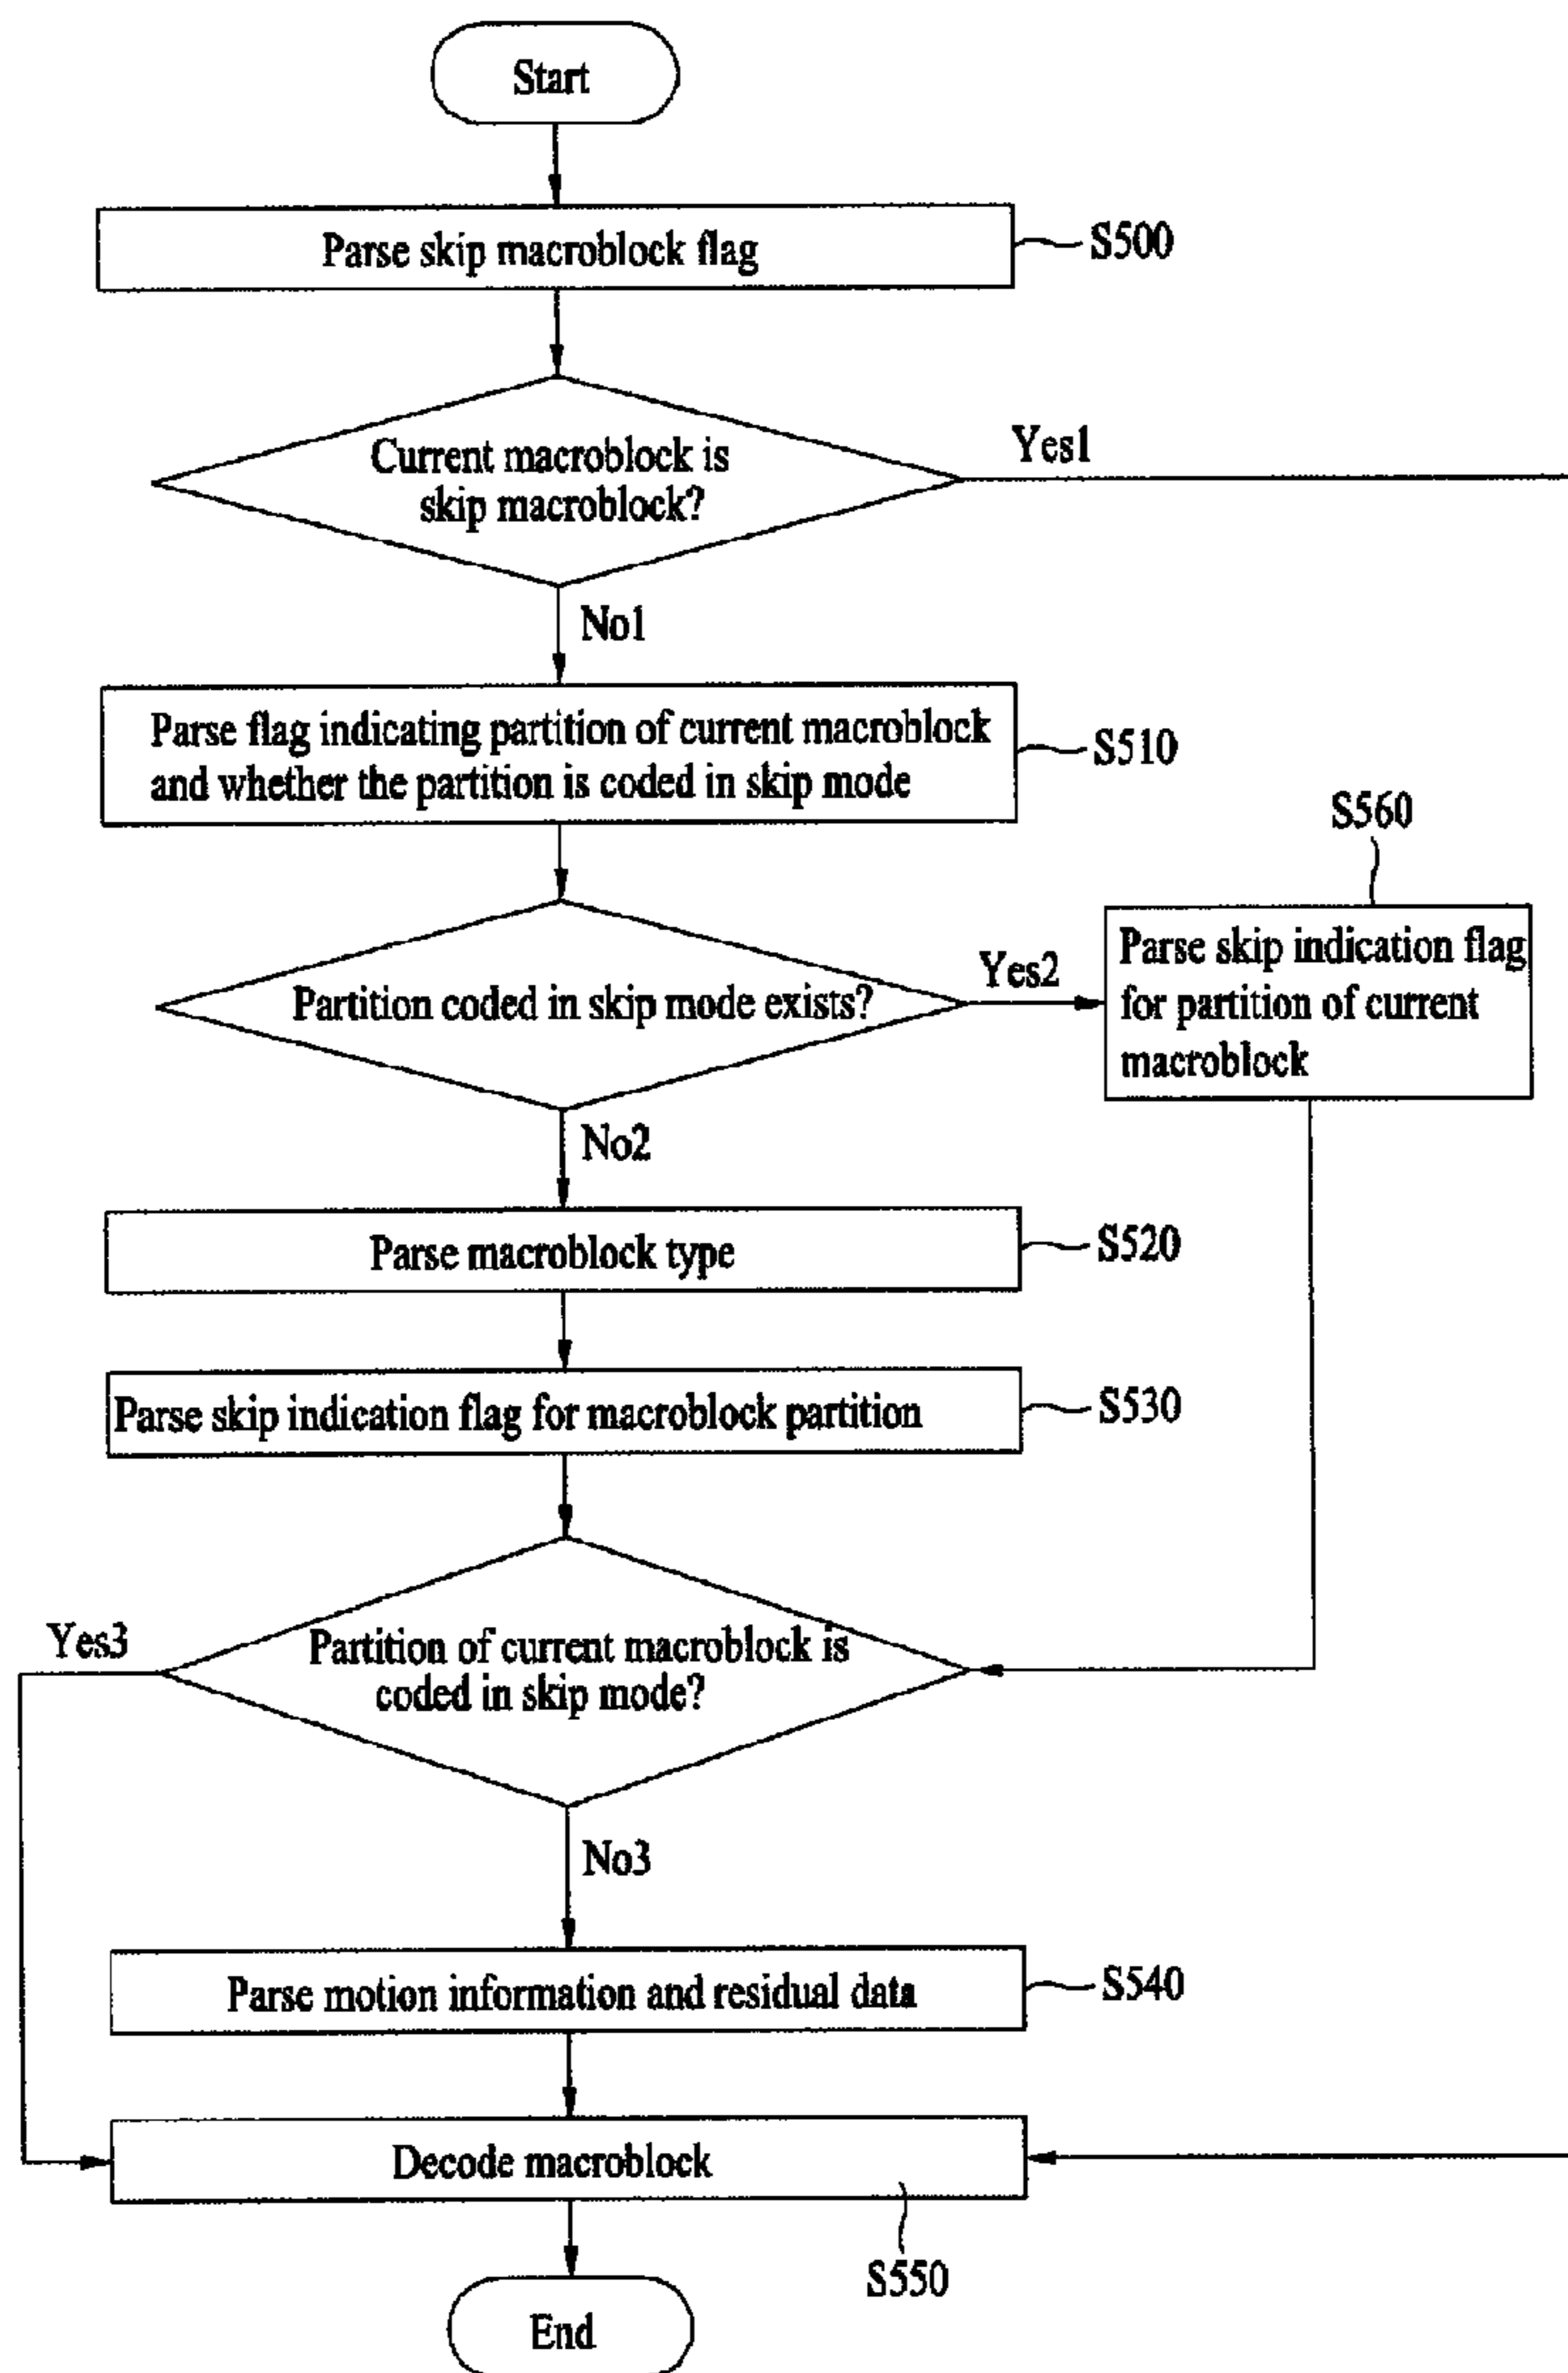 Start
Parse skip macroblock flag
S500
Current macroblock is
skip macroblock?
Yes1
No1
Parse flag indicating partition of current macroblock
and whether the partition is coded in skip mode
S510
S560
Partition coded in skip mode exists?
Yes2
Parse skip indication flag
for partition of current
macroblock
No2
Parse macroblock type
S520
Parse skip indication flag for macroblock partition
S530
Yes3
Partition of current macroblock is
coded in skip mode?
No3
Parse motion information and residual data
S540
Decode macroblock
S550
End